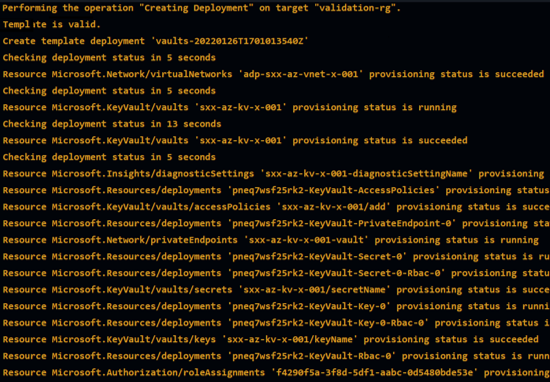 Performing the operation "Creating Deployment" on target "validation-rg".
Template is valid.
Create template deployment 'vaults-20220126T1701013540Z'
Checking deployment status in 5 seconds
Resource Microsoft.Network/virtualNetworks 'adp-sxx-az-vnet-x-001' provisioning status is succeeded
Checking deployment status in 5 seconds
Resource Microsoft.KeyVault/vaults 'sxx-az-kv-x-001' provisioning status is running
Checking deployment status in 13 seconds
Resource Microsoft.KeyVault/vaults 'sxx-az-kv-x-001' provisioning status is succeeded
Checking deployment status in 5 seconds
Resource Microsoft.Insights/diagnosticSettings 'sxx-az-kv-x-001-diagnosticSettingName' provisioning
Resource Microsoft.Resources/deployments 'pneq7wsf25rk2-KeyVault-AccessPolicies' provisioning status
Resource Microsoft.KeyVault/vaults/accessPolicies 'sxx-az-kv-x-001/add' provisioning status is succe
Resource Microsoft.Resources/deployments 'pneq7wsf25rk2-KeyVault-PrivateEndpoint-0' provisioning sta
Resource Microsoft.Network/privateEndpoints 'sxx-az-kv-x-001-vault' provisioning status is running
Resource Microsoft.Resources/deployments 'pneq7wsf25rk2-KeyVault-Secret-0' provisioning status is ru
Resource Microsoft.Resources/deployments 'pneq7wsf25rk2-KeyVault-Secret-0-Rbac-0' provisioning statu
Resource Microsoft.KeyVault/vaults/secrets 'sxx-az-kv-x-001/secretName' provisioning status is succe
Resource Microsoft.Resources/deployments 'pneq7wsf25rk2-KeyVault-Key-0' provisioning status is runni
Resource Microsoft.Resources/deployments 'pneq7wsf25rk2-KeyVault-Key-0-Rbac-0' provisioning status i
Resource Microsoft.KeyVault/vaults/keys 'sxx-az-kv-x-001/keyName' provisioning status is succeeded
Resource Microsoft.Resources/deployments 'pneq7wsf25rk2-KeyVault-Rbac-0' provisioning status is runn
Resource Microsoft.Authorization/roleAssignments 'f4290f5a-3f8d-5df1-aabc-0d5480bde53e' provisioning